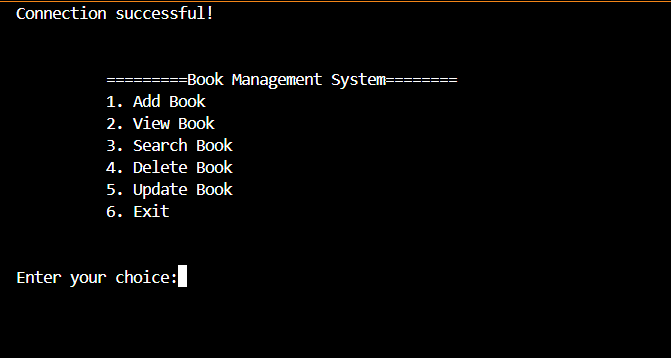 Connection successful!
=========Book Management System========
1. Add Book
2. View Book
3. Search Book
4. Delete Book
5. Update Book
6. Exit
Enter your choice: